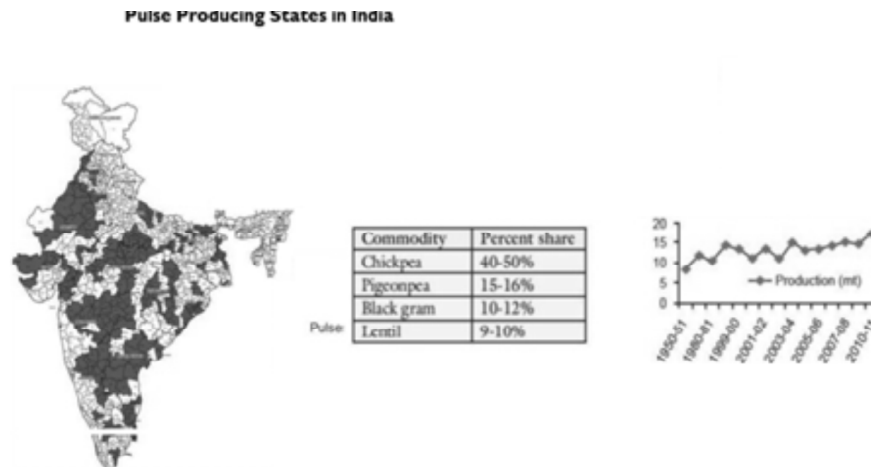 Pulse Producing States in India
Commodity Percent share
Chickpea 40-50%
Pigeonpea 15-16%
Black gram 10-12%
Lentil 9-10%
Pulse:
20
15
10
5
0
Production (mt)
1950-51
1980-81
1999-00
2001-02
2003-04
2005-06
2007-08
2010-11